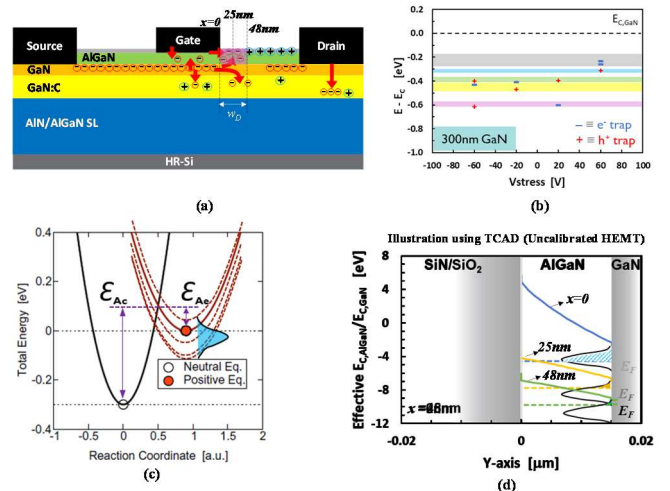 25nm
x=0
48nm
Source
Gate
Drain
AlGaN
GaN
GaN:C
w_D
AlN/AlGaN SL
HR-Si
(a)
E_C,GaN
0.0
-0.2
-0.4
-0.6
-0.8
-1.0
E - E_C [eV]
300nm GaN
− ≡ e⁻ trap
+ ≡ h⁺ trap
-100 -80 -60 -40 -20 0 20 40 60 80 100
Vstress [V]
(b)
0.4
0.2
0
-0.2
-0.4
Total Energy [eV]
ℰ_Ac
ℰ_Ae
Neutral Eq.
Positive Eq.
-1 -0.5 0 0.5 1 1.5 2
Reaction Coordinate [a.u.]
(c)
Illustration using TCAD (Uncalibrated HEMT)
SiN/SiO₂
AlGaN
GaN
8
4
0
-4
-8
-12
Effective E_C,AlGaN/E_C,GaN [eV]
x=0
25nm
48nm
E_F
E_F
E_F
-0.02
0
0.02
Y-axis [μm]
(d)